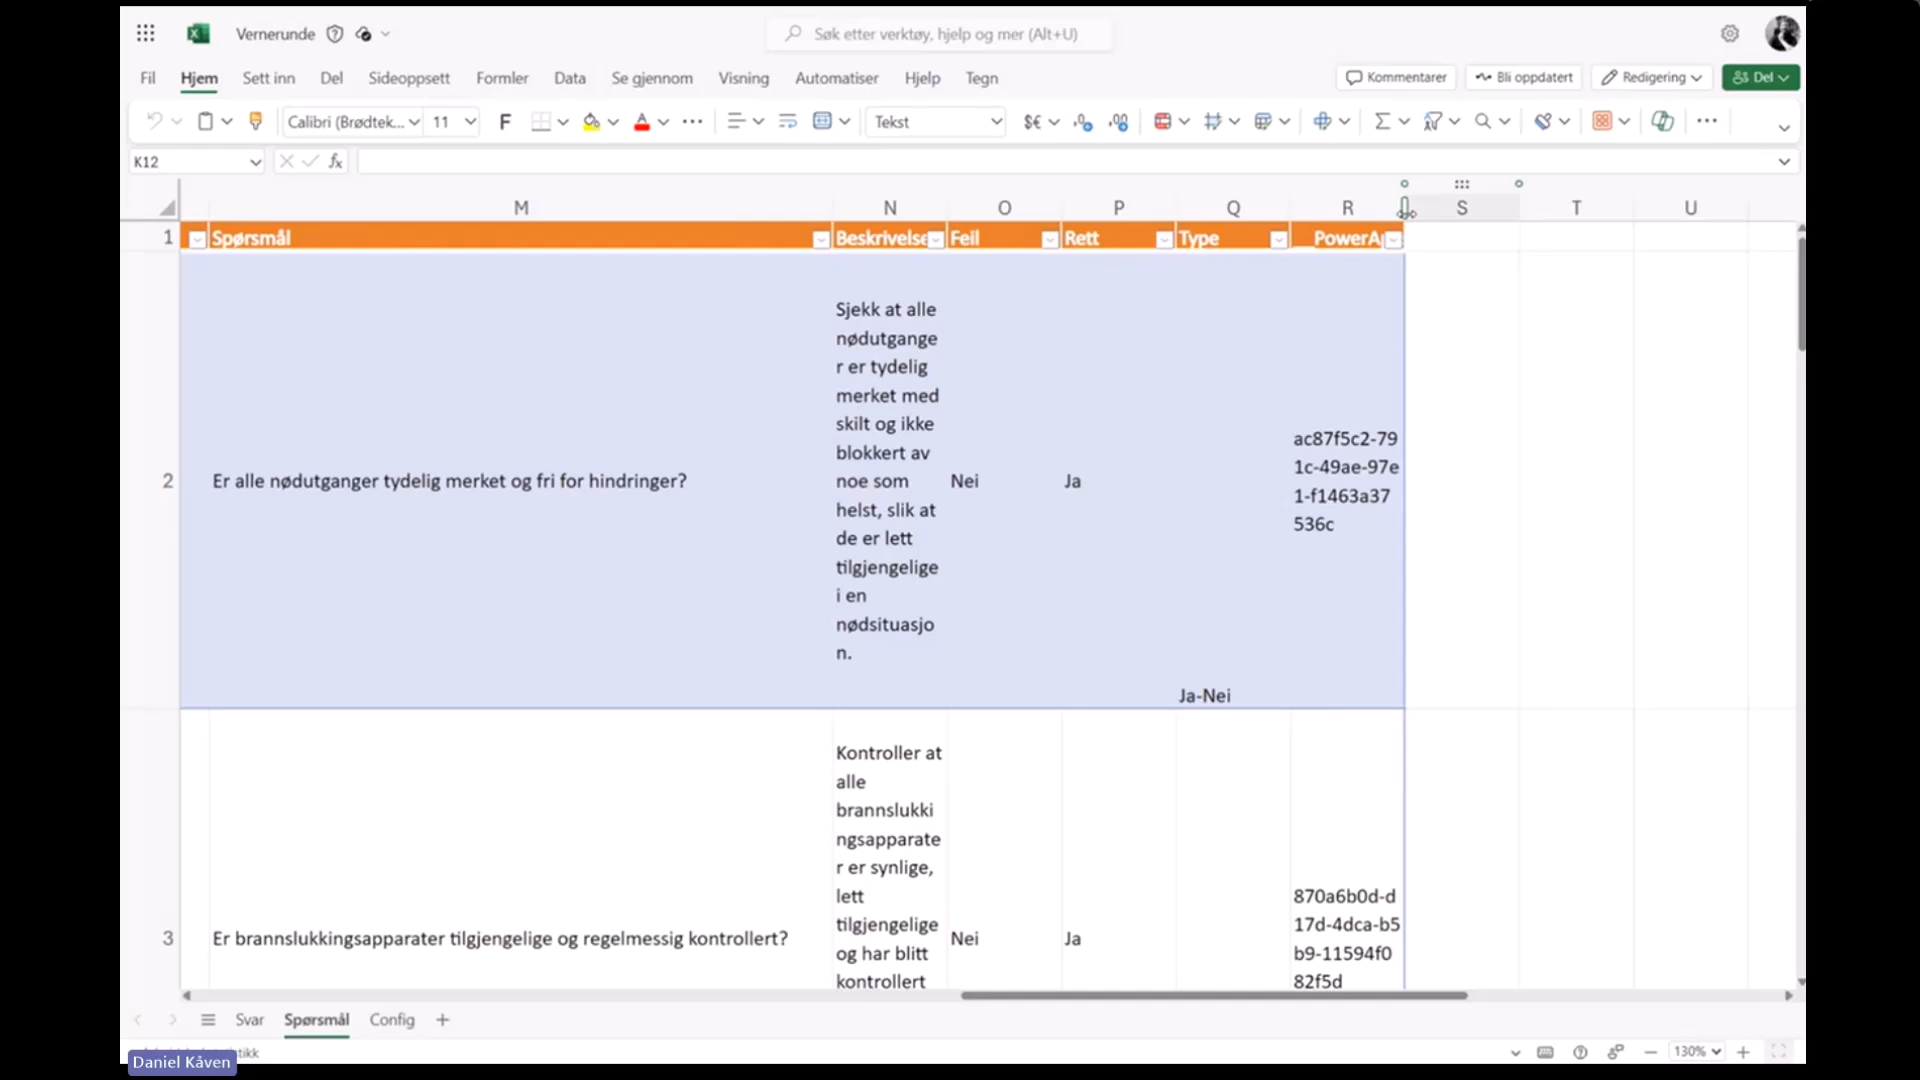 Vernerunde
Søk etter verktøy, hjelp og mer (Alt+U)
Fil Hjem Sett inn Del Sideoppsett Formler Data Se gjennom Visning Automatiser Hjelp Tegn Kommentarer Bli oppdatert Redigering Del
Calibri (Brødtek... 11 F A ... Tekst $€ ...
K12 fx
M N O P Q R S T U
1 Spørsmål Beskrivelse Feil Rett Type PowerA
Sjekk at alle
nødutgange
r er tydelig
merket med
skilt og ikke
blokkert av
noe som
helst, slik at
de er lett
tilgjengelige
i en
nødsituasjo
n.
2 Er alle nødutganger tydelig merket og fri for hindringer? Nei Ja
ac87f5c2-79
1c-49ae-97e
1-f1463a37
536c
Ja-Nei
Kontroller at
alle
brannslukki
ngsapparate
r er synlige,
lett
tilgjengelige
og har blitt
kontrollert
3 Er brannslukkingsapparater tilgjengelige og regelmessig kontrollert? Nei Ja
870a6b0d-d
17d-4dca-b5
b9-11594f0
82f5d
Svar Spørsmål Config +
Daniel Kåven
130%